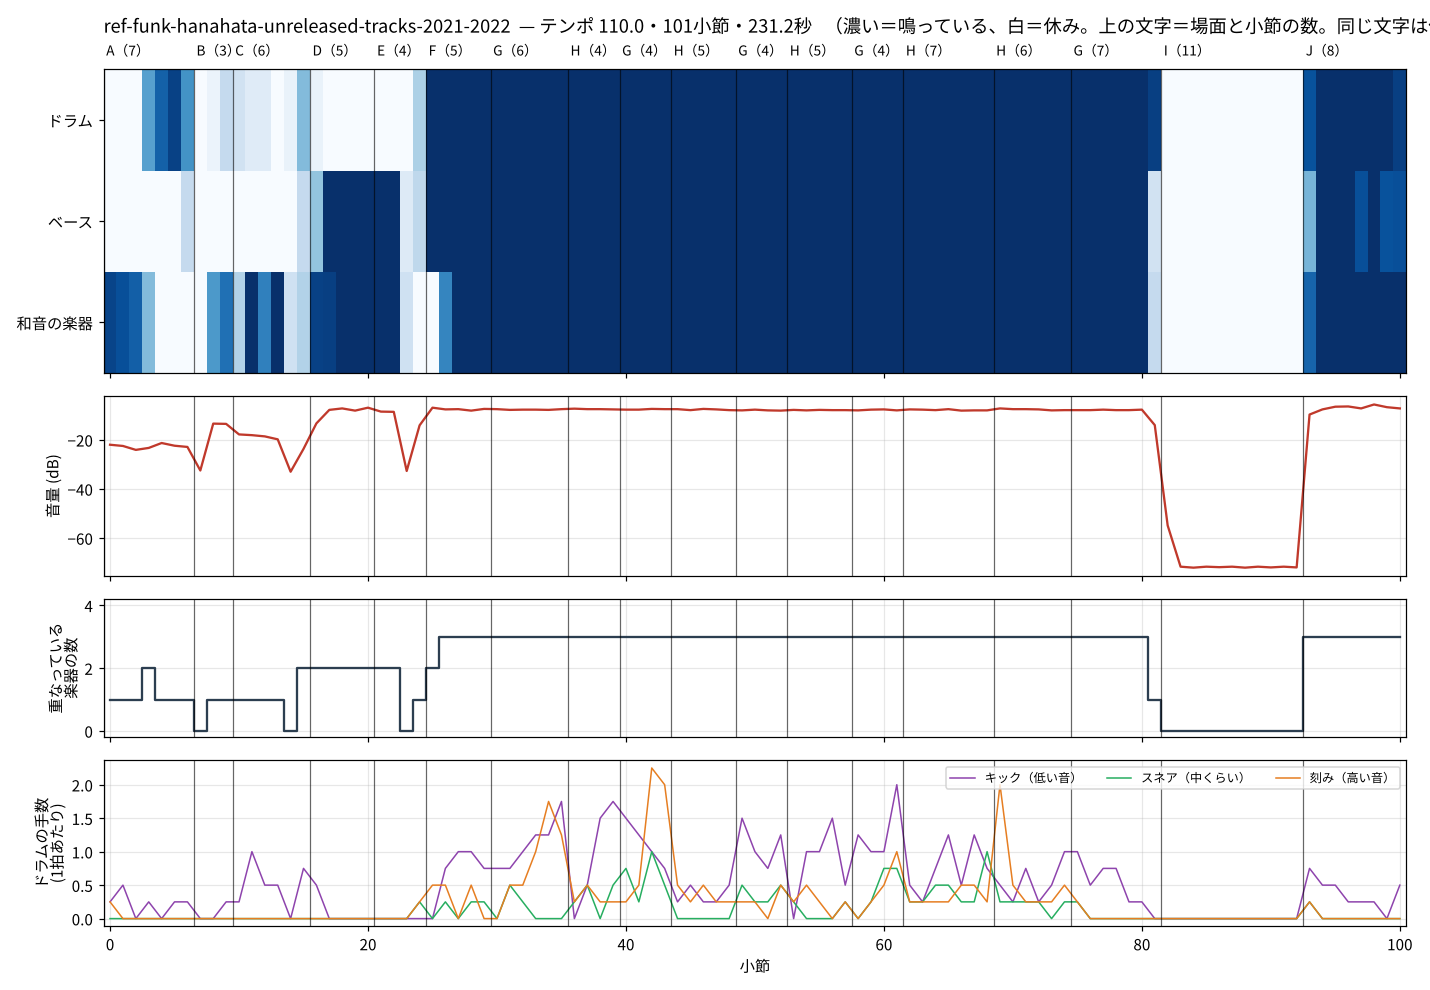 ref-funk-hanahata-unreleased-tracks-2021-2022 — テンポ 110.0・101小節・231.2秒 （濃い＝鳴っている、白＝休み。上の文字＝場面と小節の数。同じ文字は
A（7） B（3） C（6） D（5） E（4） F（5） G（6） H（4） G（4） H（5） G（4） H（5） G（4） H（7） H（6） G（7） I（11） J（8）
ドラム
ベース
和音の楽器
音量 (dB)
−20
−40
−60
重なっている
楽器の数
4
2
0
ドラムの手数
(1拍あたり)
キック（低い音） スネア（中くらい） 刻み（高い音）
2.0
1.5
1.0
0.5
0.0
0 20 40 60 80 100
小節